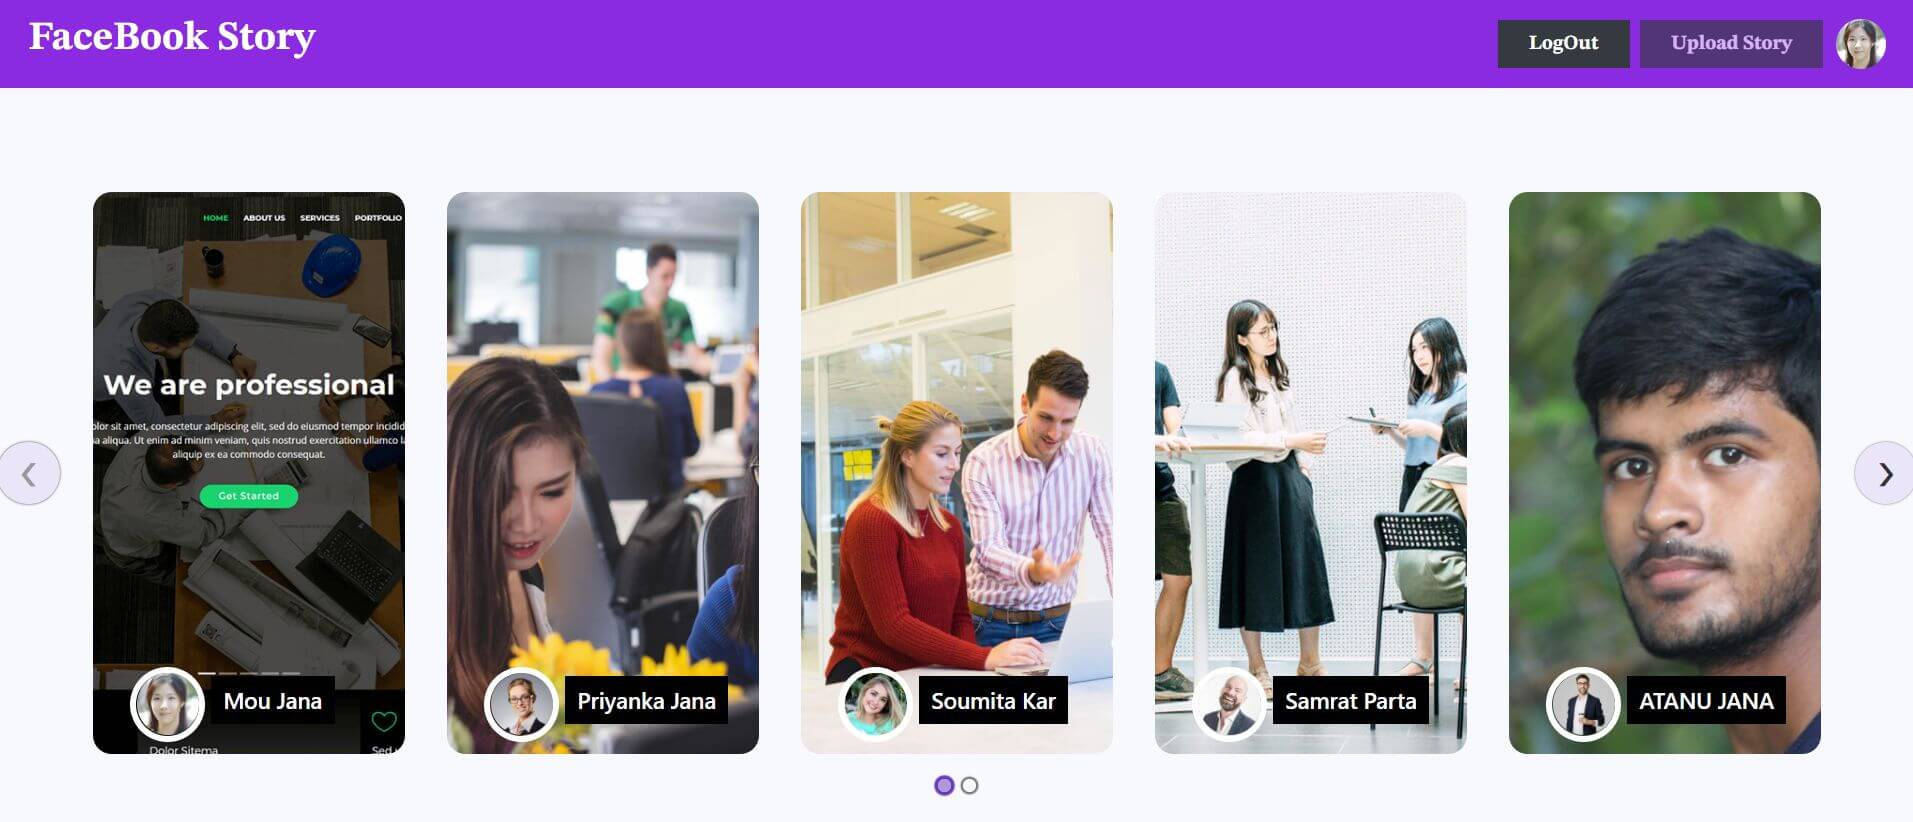 FaceBook Story
LogOut
Upload Story
HOME ABOUT US SERVICES PORTFOLIO
We are professional
olor sit amet, consectetur adipiscing elit, sed do eiusmod tempor incidid
a aliqua. Ut enim ad minim veniam, quis nostrud exercitation ullamco la
aliquip ex ea commodo consequat.
Get Started
Mou Jana
Dolor Sitema
Sed
Priyanka Jana
Soumita Kar
Samrat Parta
ATANU JANA